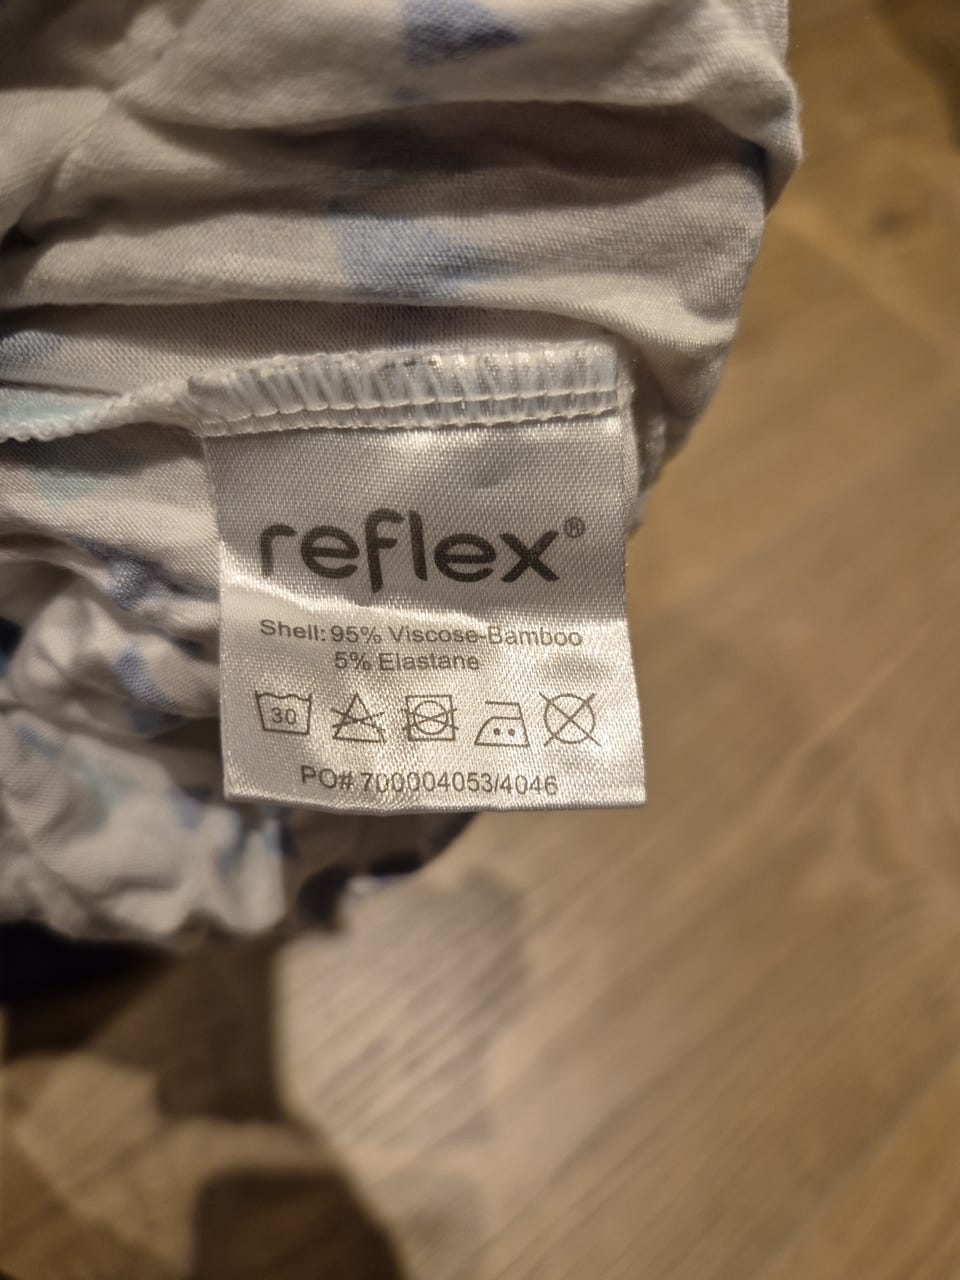 reflex®
Shell: 95% Viscose-Bamboo
5% Elastane
30
PO# 700004053/4046